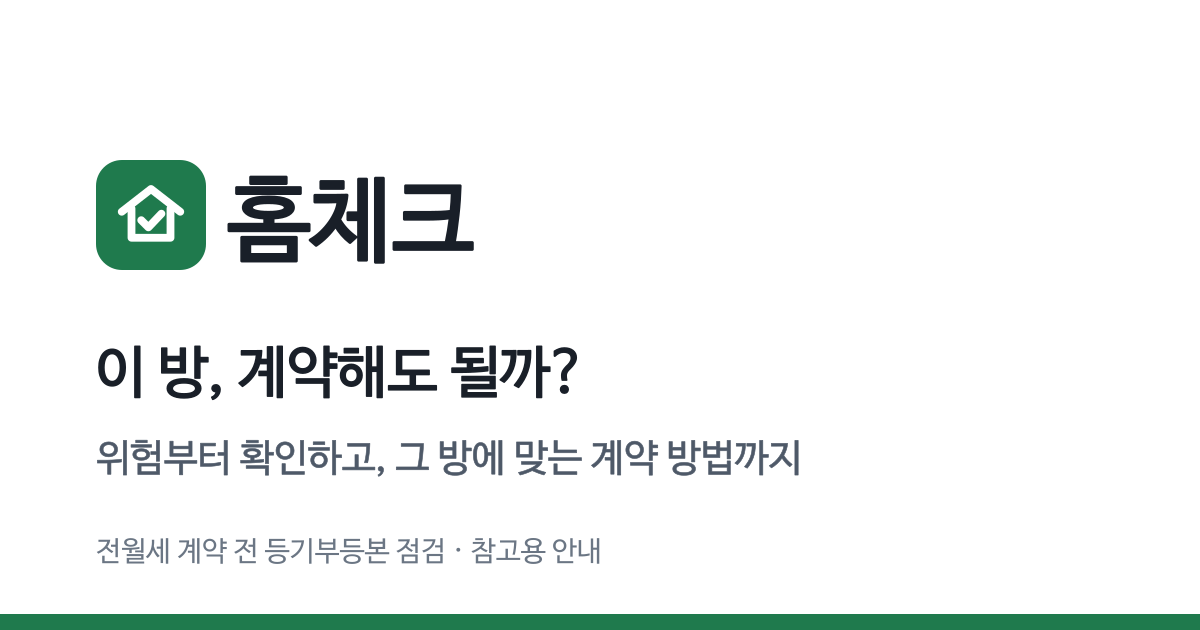 홈체크
이 방, 계약해도 될까?
위험부터 확인하고, 그 방에 맞는 계약 방법까지
전월세 계약 전 등기부등본 점검 · 참고용 안내